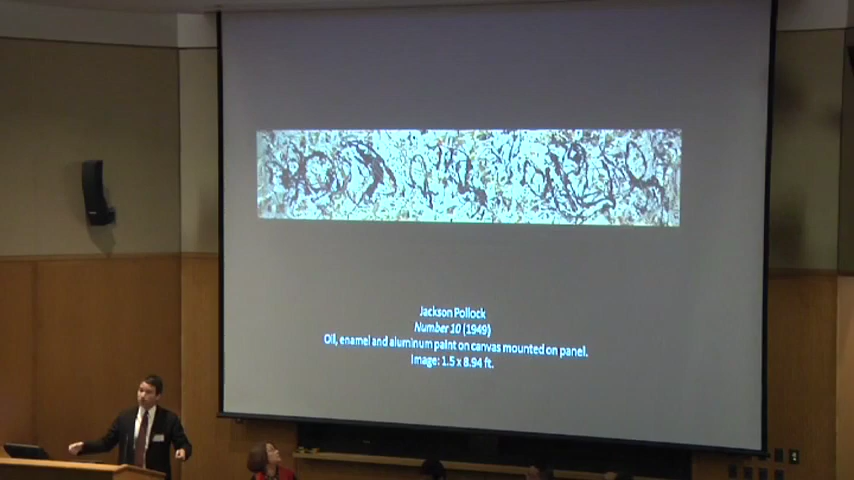 Jackson Pollock
Number 10 (1949)
Oil, enamel and aluminum paint on canvas mounted on panel.
Image: 1.5 x 8.94 ft.